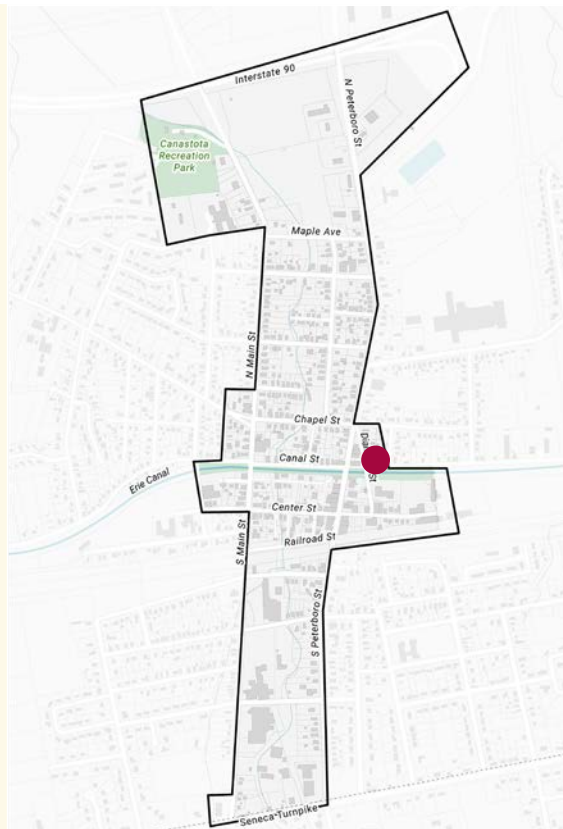 Interstate 90
N Peterboro St
Canastota
Recreation
Park
Maple Ave
N Main St
Chapel St
Canal St
St
Erie Canal
Center St
Railroad St
S Main St
S Peterboro St
Seneca Turnpike